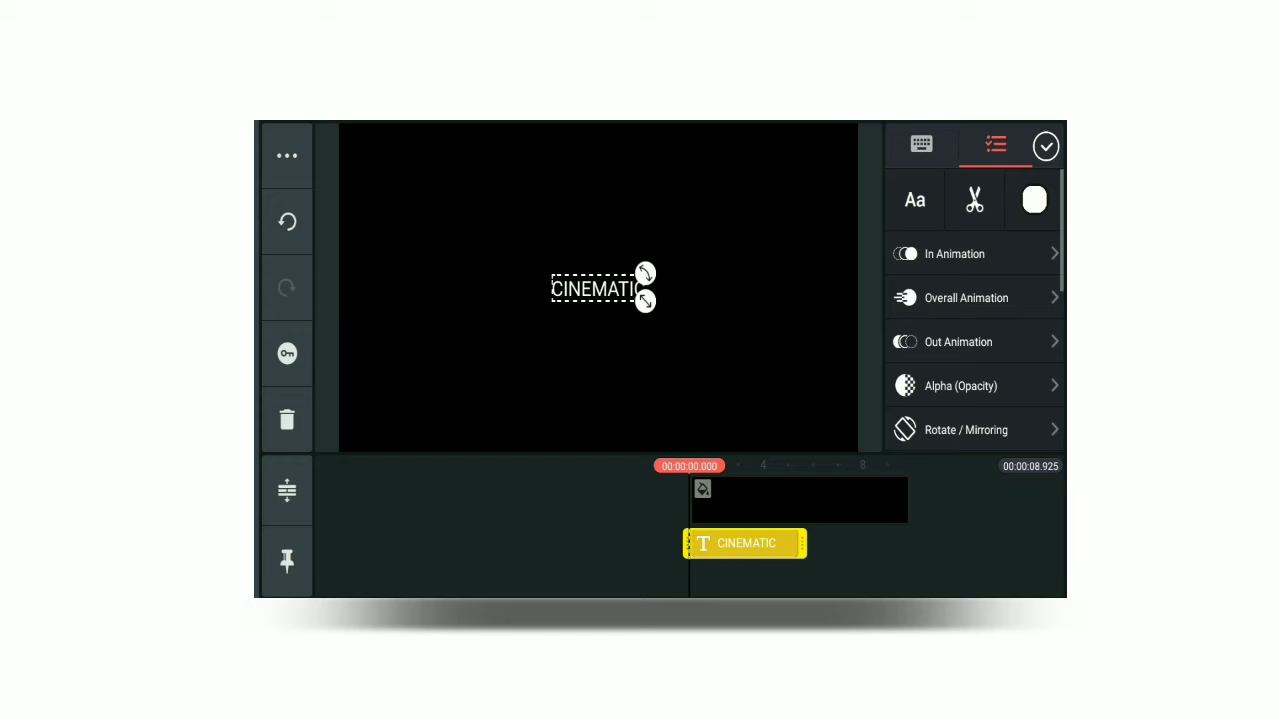 Aa
In Animation
Overall Animation
CINEMATIC
Out Animation
Alpha (Opacity)
Rotate / Mirroring
00:00:00.000
4
8
00:00:08.925
T CINEMATIC